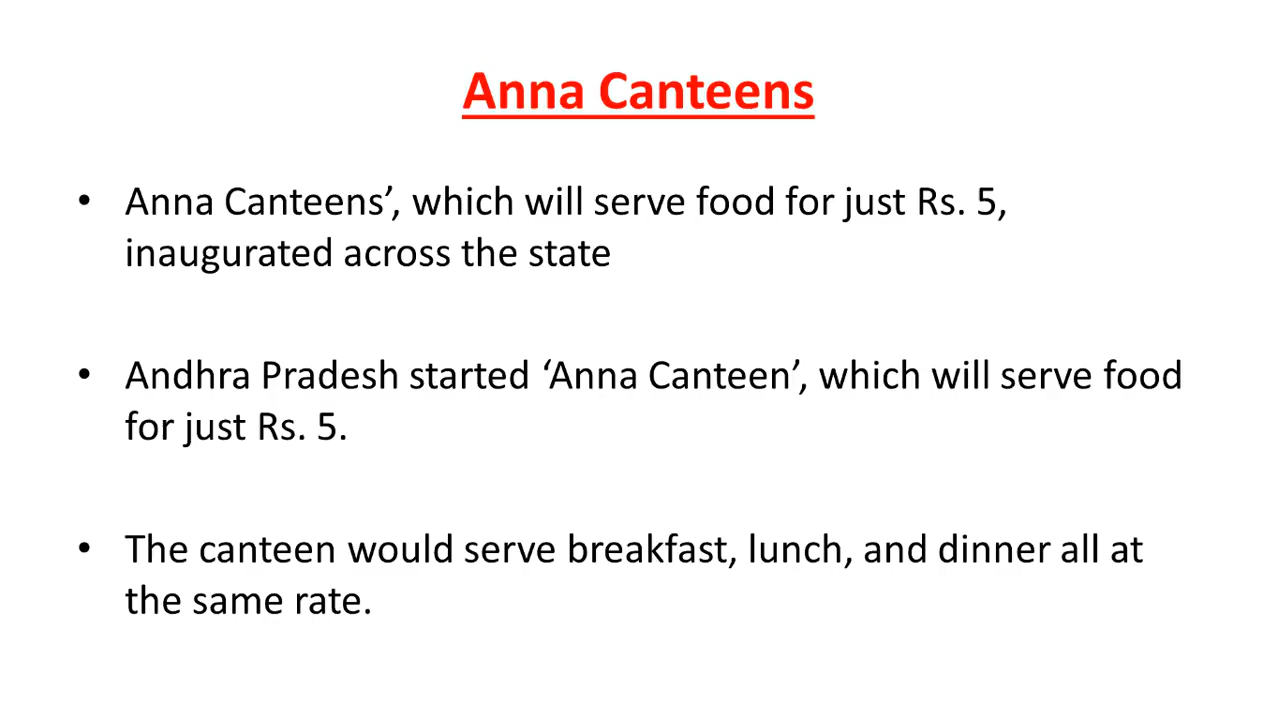 Anna Canteens
• Anna Canteens’, which will serve food for just Rs. 5,
inaugurated across the state
• Andhra Pradesh started ‘Anna Canteen’, which will serve food
for just Rs. 5.
• The canteen would serve breakfast, lunch, and dinner all at
the same rate.